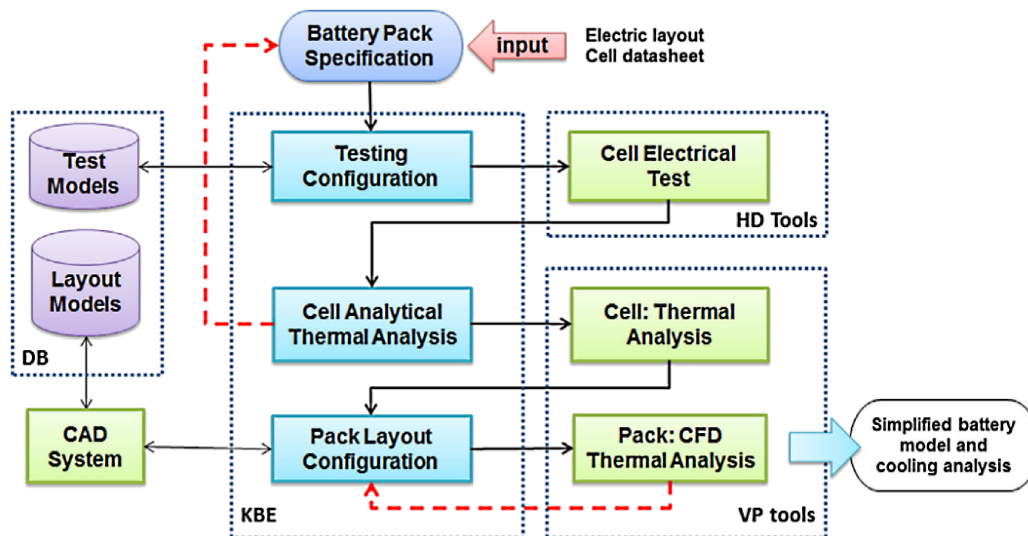 Battery Pack
Specification
input
Electric layout
Cell datasheet
Test
Models
Testing
Configuration
Cell Electrical
Test
HD Tools
Layout
Models
DB
Cell Analytical
Thermal Analysis
Cell: Thermal
Analysis
CAD
System
Pack Layout
Configuration
Pack: CFD
Thermal Analysis
Simplified battery
model and
cooling analysis
KBE
VP tools